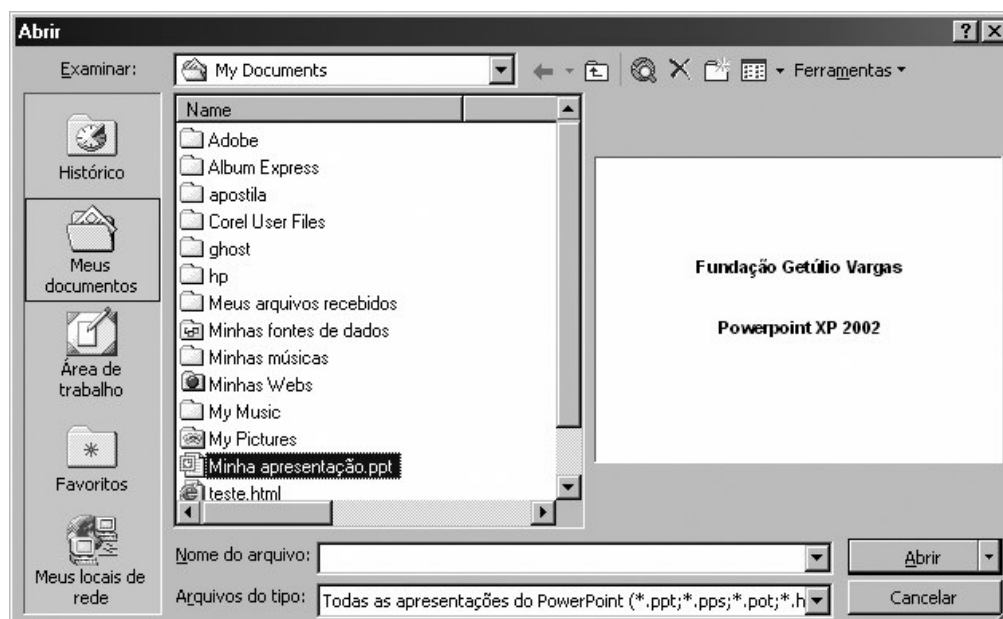 Abrir
Examinar:
My Documents
Ferramentas
Histórico
Meus
documentos
Área de
trabalho
Favoritos
Meus locais de
rede
Name
Adobe
Album Express
apostila
Corel User Files
ghost
hp
Meus arquivos recebidos
Minhas fontes de dados
Minhas músicas
Minhas Webs
My Music
My Pictures
Minha apresentação.ppt
teste.html
Fundação Getúlio Vargas
Powerpoint XP 2002
Nome do arquivo:
Abrir
Arquivos do tipo:
Todas as apresentações do PowerPoint (*.ppt;*.pps;*.pot;*.h
Cancelar